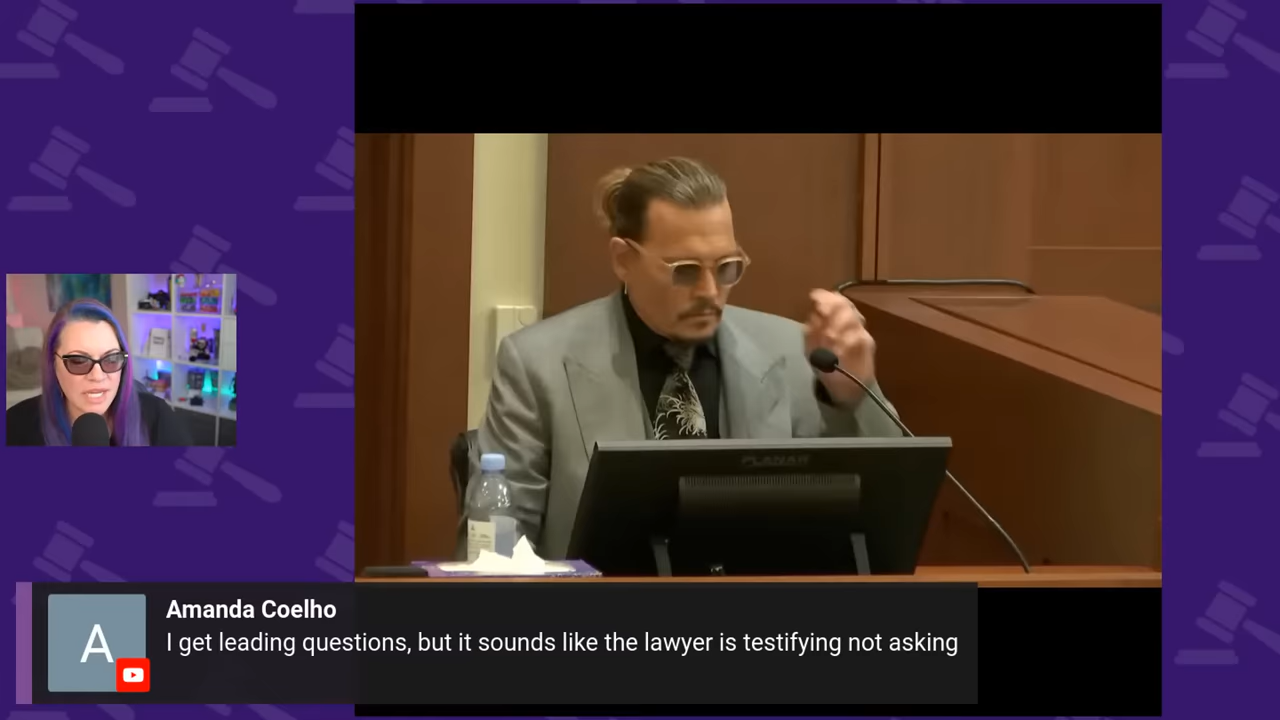 PLANAR
A
Amanda Coelho
I get leading questions, but it sounds like the lawyer is testifying not asking